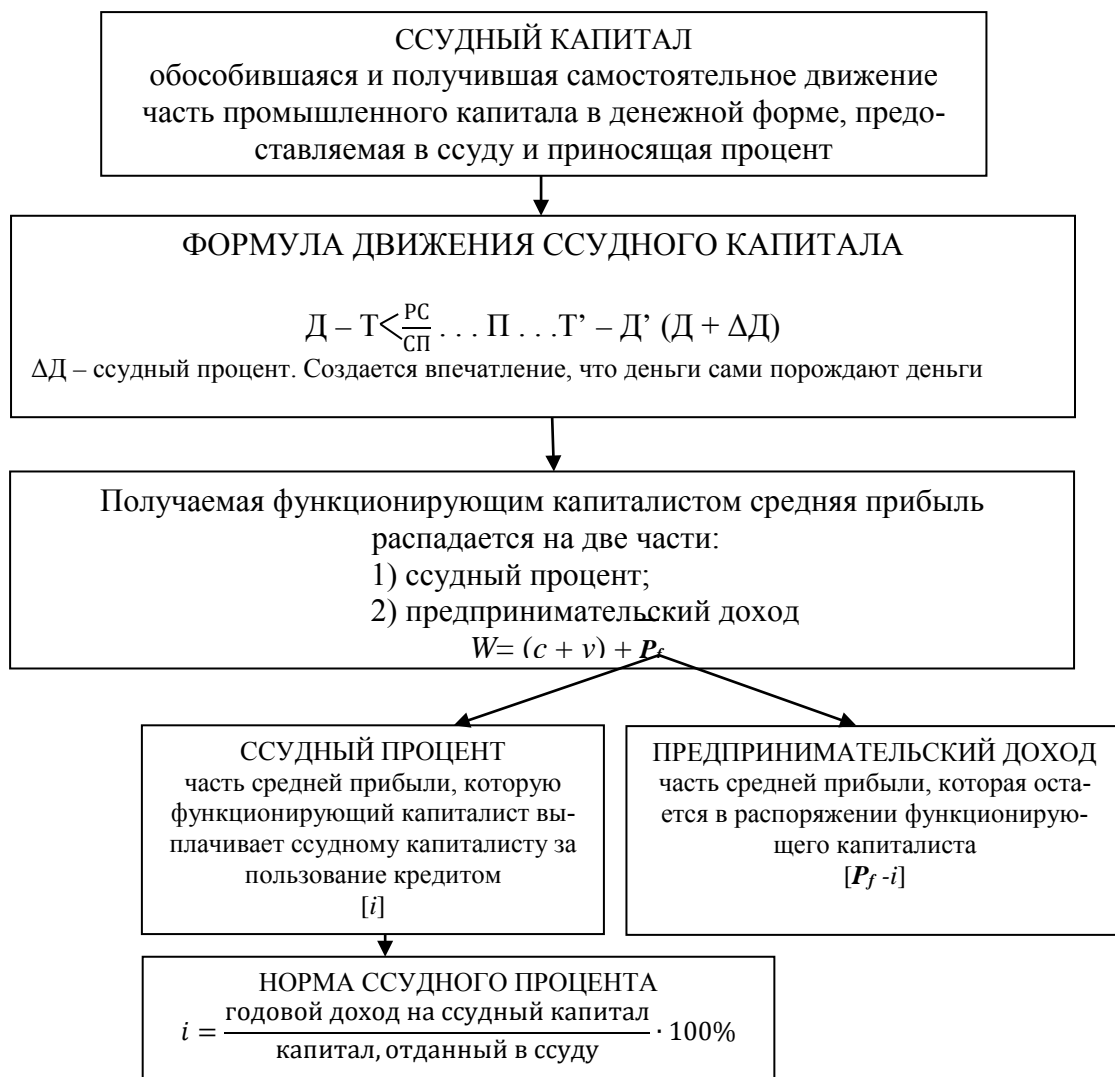 ССУДНЫЙ КАПИТАЛ
обособившаяся и получившая самостоятельное движение
часть промышленного капитала в денежной форме, предо-
ставляемая в ссуду и приносящая процент
ФОРМУЛА ДВИЖЕНИЯ ССУДНОГО КАПИТАЛА
Д – Т<РС/СП . . . П . . .Т’ – Д’ (Д + ΔД)
ΔД – ссудный процент. Создается впечатление, что деньги сами порождают деньги
Получаемая функционирующим капиталистом средняя прибыль
распадается на две части:
1) ссудный процент;
2) предпринимательский доход
W= (c + v) + P̅f
ССУДНЫЙ ПРОЦЕНТ
часть средней прибыли, которую
функционирующий капиталист вы-
плачивает ссудному капиталисту за
пользование кредитом
[i]
ПРЕДПРИНИМАТЕЛЬСКИЙ ДОХОД
часть средней прибыли, которая оста-
ется в распоряжении функционирую-
щего капиталиста
[Pf -i]
НОРМА ССУДНОГО ПРОЦЕНТА
i = годовой доход на ссудный капитал / капитал, отданный в ссуду · 100%